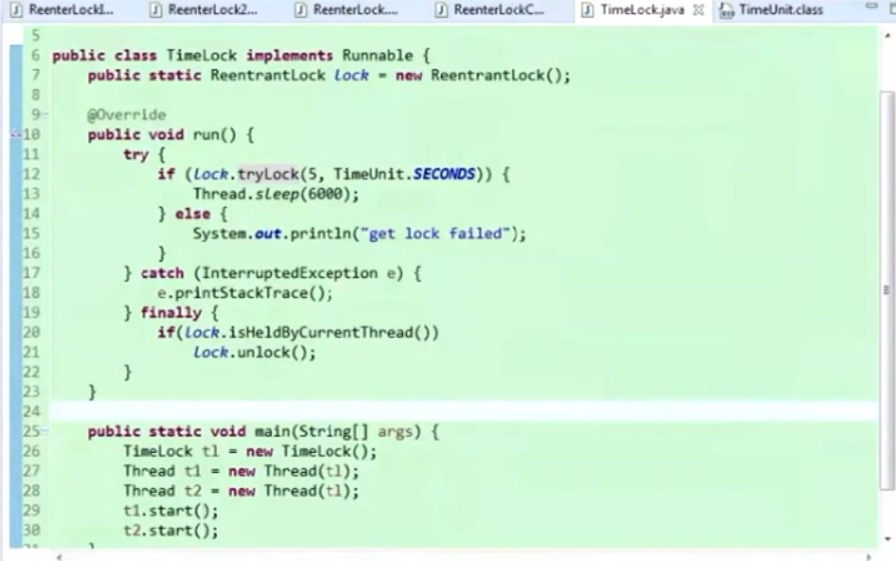 ReenterLockI...
ReenterLock2...
ReenterLock....
ReenterLockC...
TimeLock.java
TimeUnit.class
5
6 public class TimeLock implements Runnable {
7 public static ReentrantLock lock = new ReentrantLock();
8
9 @Override
10 public void run() {
11 try {
12 if (lock.tryLock(5, TimeUnit.SECONDS)) {
13 Thread.sleep(6000);
14 } else {
15 System.out.println("get lock failed");
16 }
17 } catch (InterruptedException e) {
18 e.printStackTrace();
19 } finally {
20 if(lock.isHeldByCurrentThread())
21 lock.unlock();
22 }
23 }
24
25 public static void main(String[] args) {
26 TimeLock tl = new TimeLock();
27 Thread t1 = new Thread(tl);
28 Thread t2 = new Thread(tl);
29 t1.start();
30 t2.start();